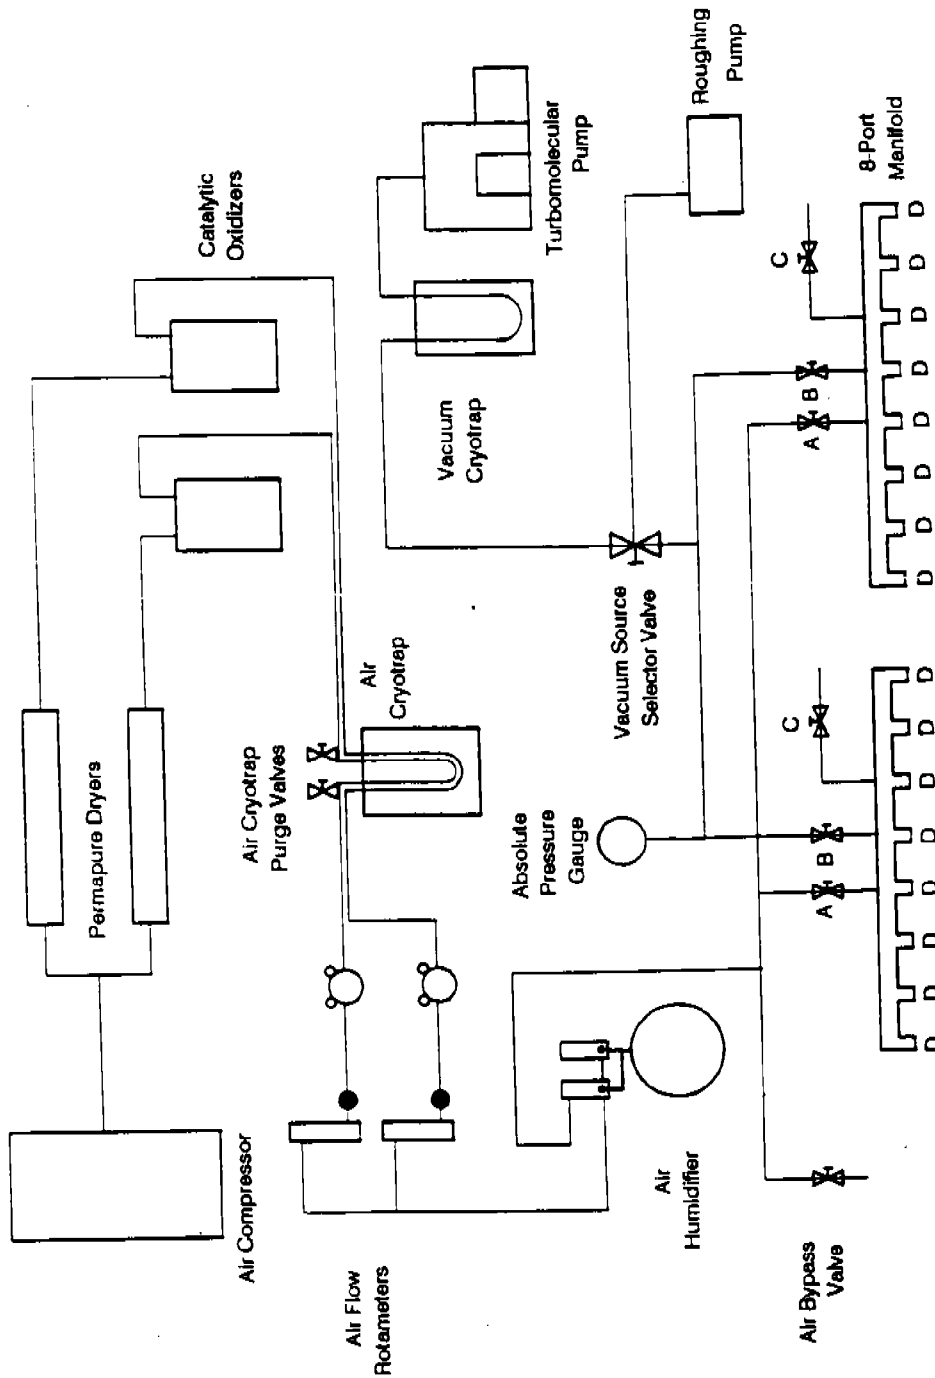 Air Compressor
Permapure Dryers
Catalytic
Oxidizers
Air Flow
Rotameters
Air Cryotrap
Purge Valves
Air
Cryotrap
Vacuum
Cryotrap
Turbomolecular
Pump
Air
Humidifier
Absolute
Pressure
Gauge
Vacuum Source
Selector Valve
Roughing
Pump
Air Bypass
Valve
A
B
C
A
B
C
8-Port
Manifold
D D D D D D D D
D D D D D D D D